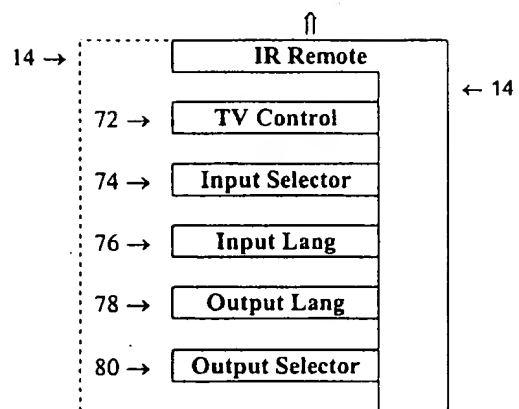 ⇑
14 → IR Remote
← 14
72 → TV Control
74 → Input Selector
76 → Input Lang
78 → Output Lang
80 → Output Selector